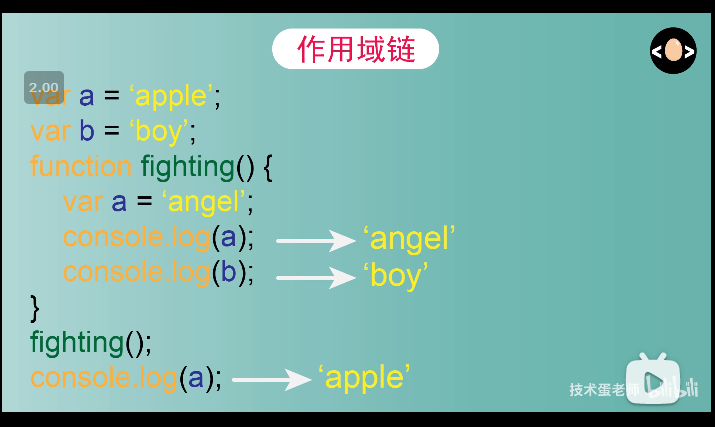 作用域链
< >
2.00
var a = ‘apple’;
var b = ‘boy’;
function fighting() {
var a = ‘angel’;
console.log(a); ‘angel’
console.log(b); ‘boy’
}
fighting();
console.log(a); ‘apple’
技术蛋老师 bilibili